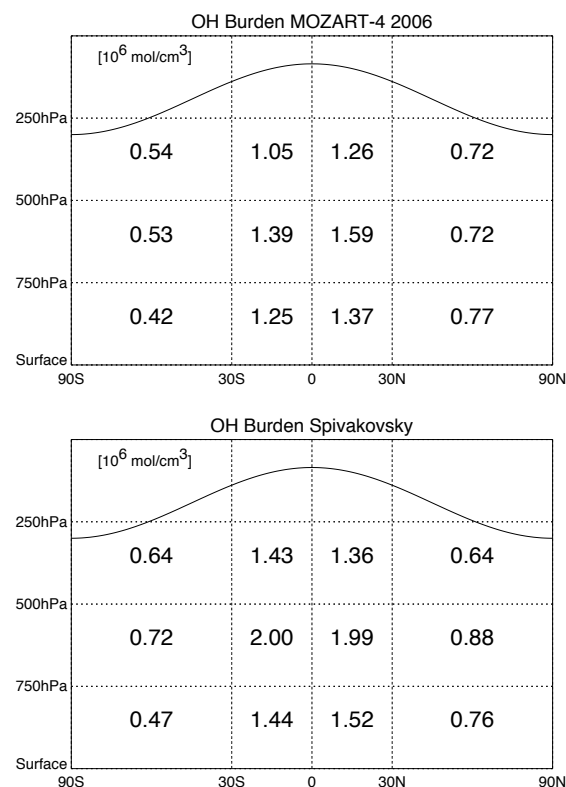 OH Burden MOZART-4 2006
[10^6 mol/cm^3]
250hPa
0.54 1.05 1.26 0.72
500hPa
0.53 1.39 1.59 0.72
750hPa
0.42 1.25 1.37 0.77
Surface
90S 30S 0 30N 90N
OH Burden Spivakovsky
[10^6 mol/cm^3]
250hPa
0.64 1.43 1.36 0.64
500hPa
0.72 2.00 1.99 0.88
750hPa
0.47 1.44 1.52 0.76
Surface
90S 30S 0 30N 90N